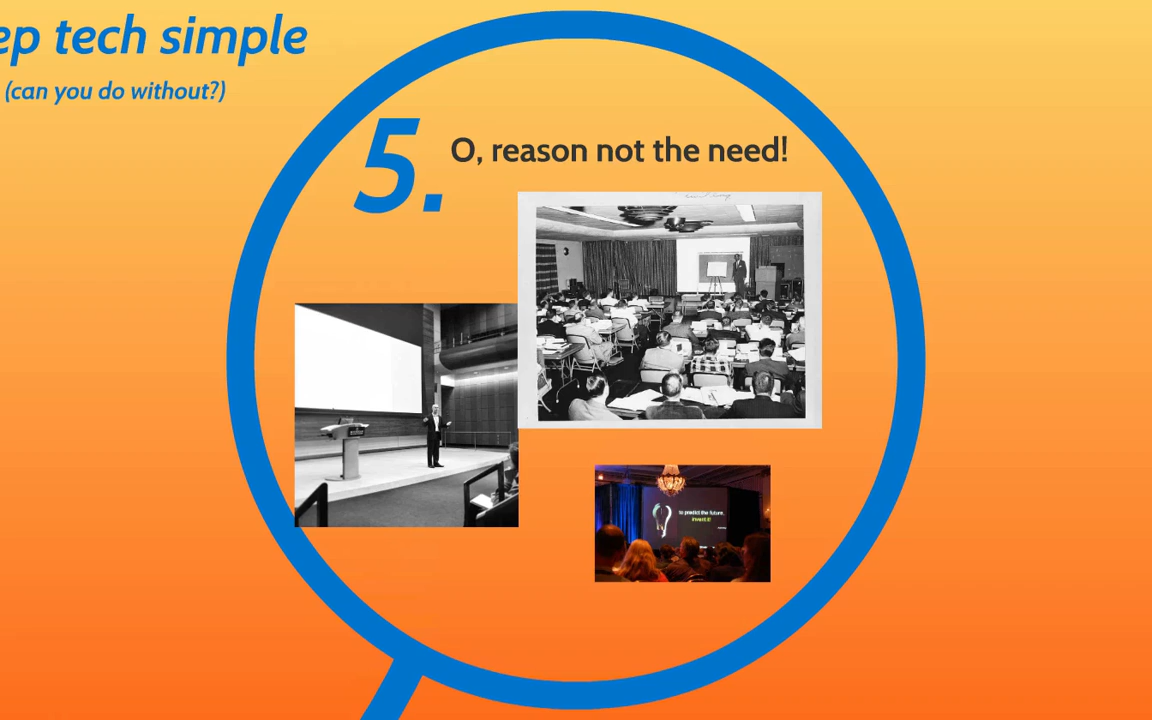 ep tech simple
(can you do without?)
5.
O, reason not the need!
to predict the future,
invent it!